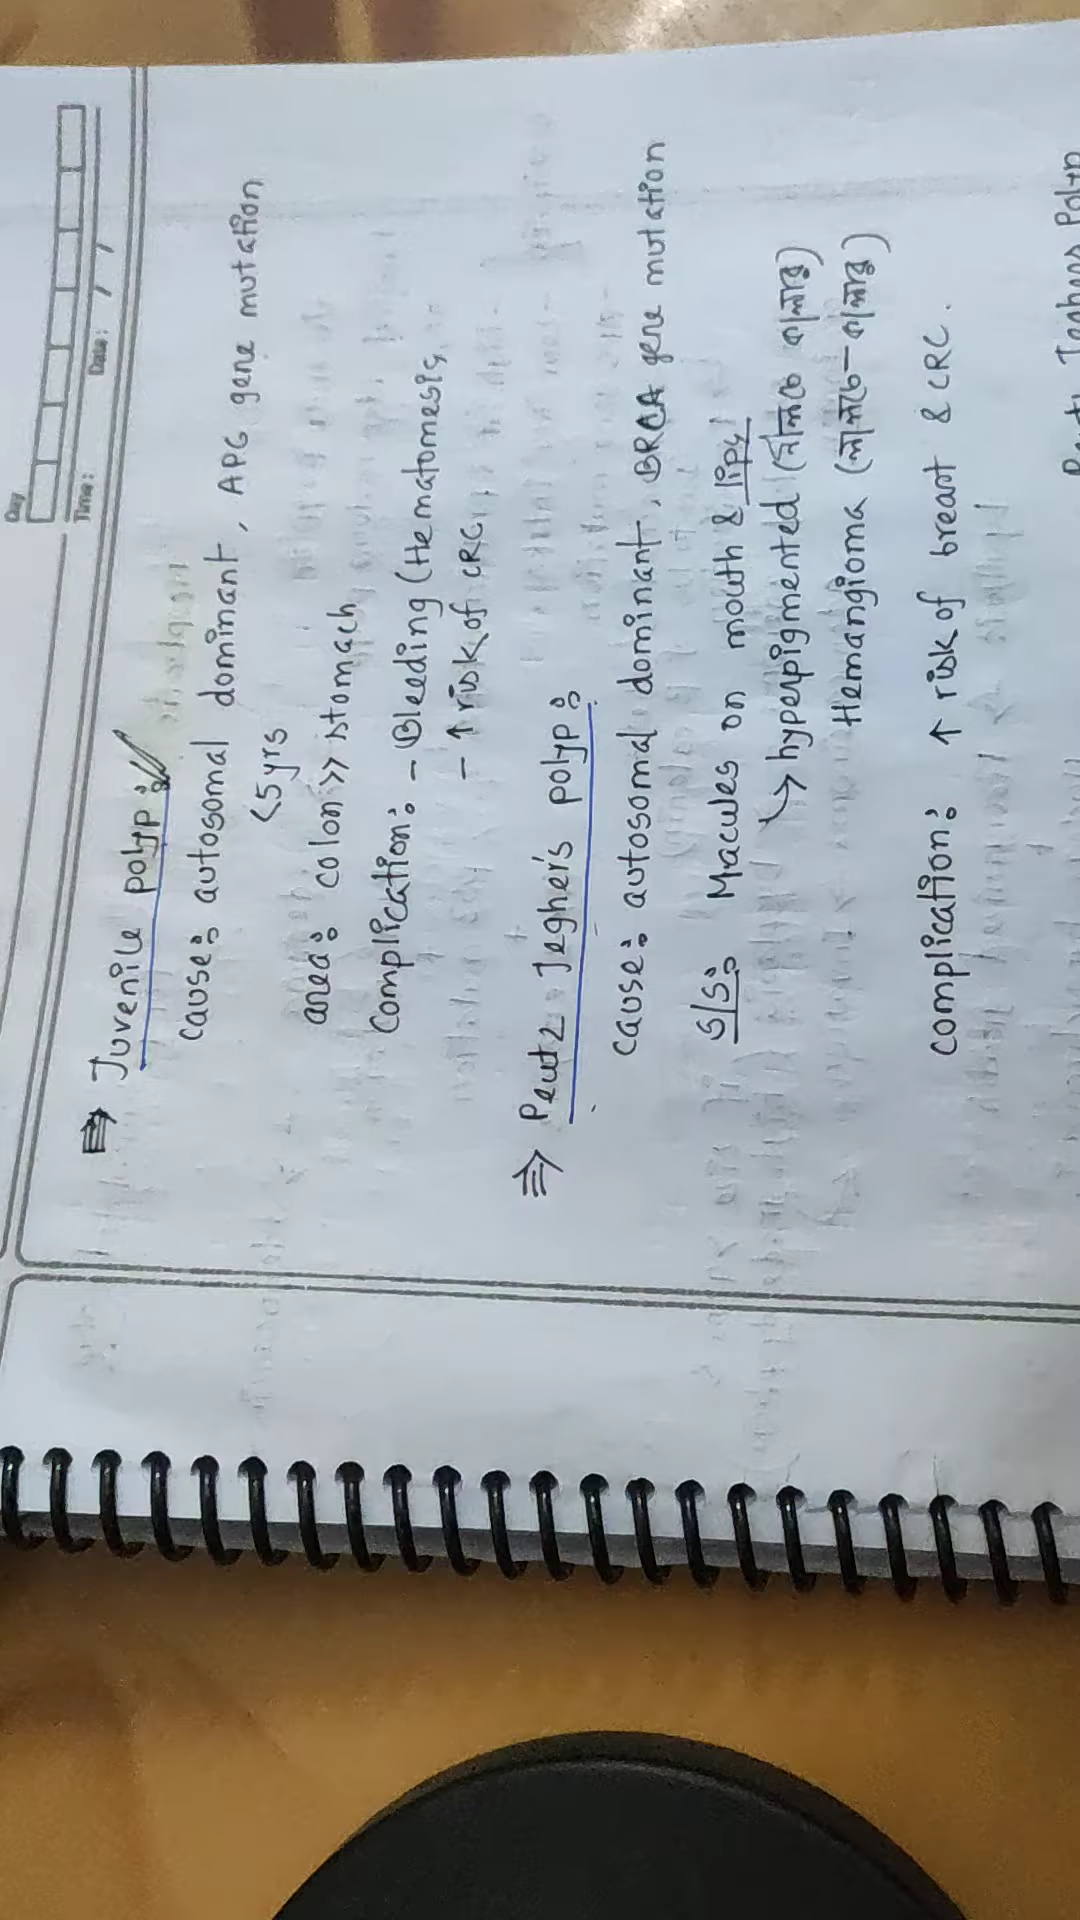 Day
Time: Date: / /
⇒ Juvenile polyp:
cause: autosomal dominant, APG gene mutation
<5yrs
area: colon >> stomach
Complication: - Bleeding (Hematomesis,
- ↑ risk of CRC
⇒ Peutz Jegher's polyp:
cause: autosomal dominant, BRCA gene mutation
S/S: Macules on mouth & lips
↳ hyperpigmented (নীলচে কালার)
Hemangioma (লালচে-কালার)
complication: ↑ risk of breast & CRC.
Polyp